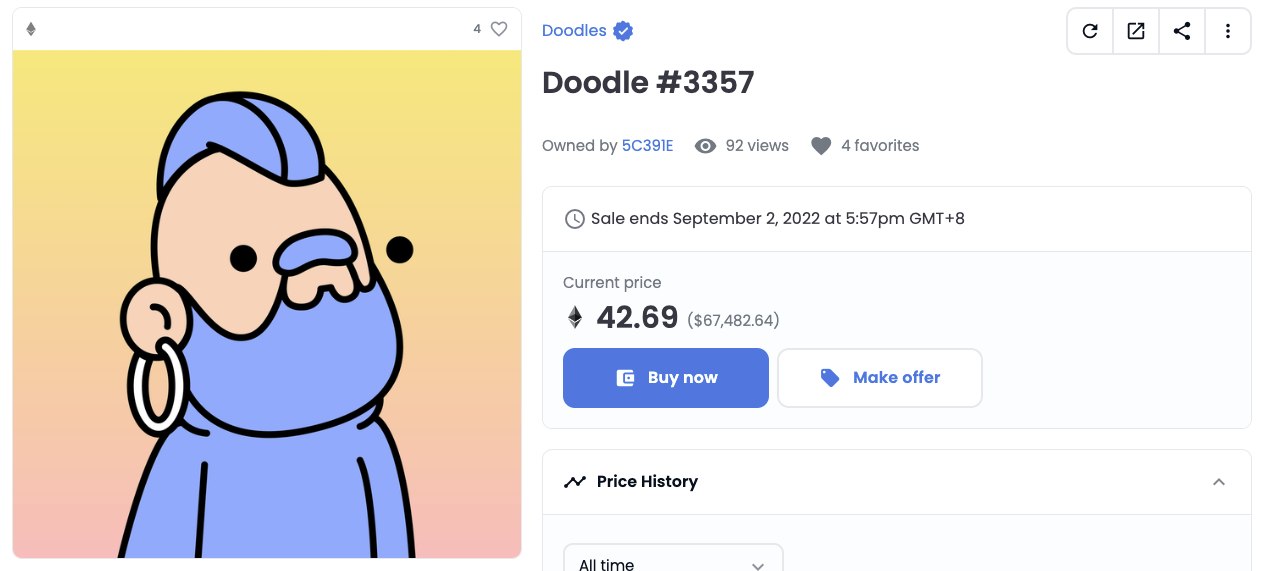 4
Doodles
Doodle #3357
Owned by 5C391E 92 views 4 favorites
Sale ends September 2, 2022 at 5:57pm GMT+8
Current price
42.69 ($67,482.64)
Buy now Make offer
Price History
All time